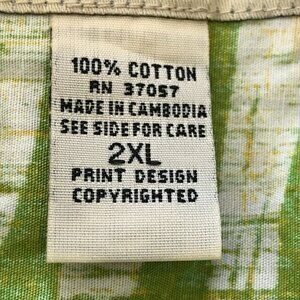 100% COTTON
RN 37057
MADE IN CAMBODIA
SEE SIDE FOR CARE
2XL
PRINT DESIGN
COPYRIGHTED